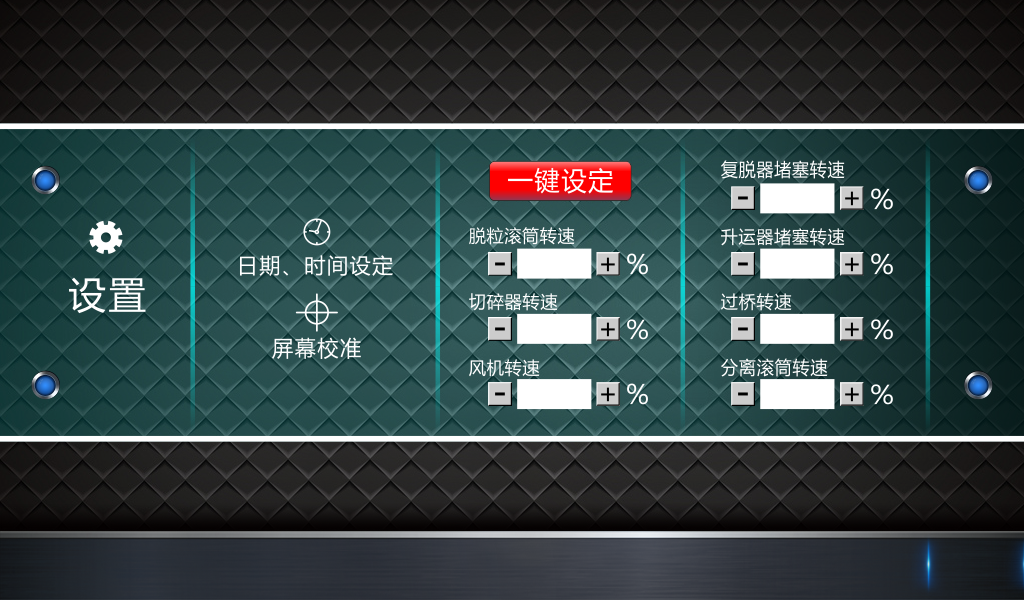 设置
日期、时间设定
屏幕校准
一键设定
脱粒滚筒转速
- + %
切碎器转速
- + %
风机转速
- + %
复脱器堵塞转速
- + %
升运器堵塞转速
- + %
过桥转速
- + %
分离滚筒转速
- + %